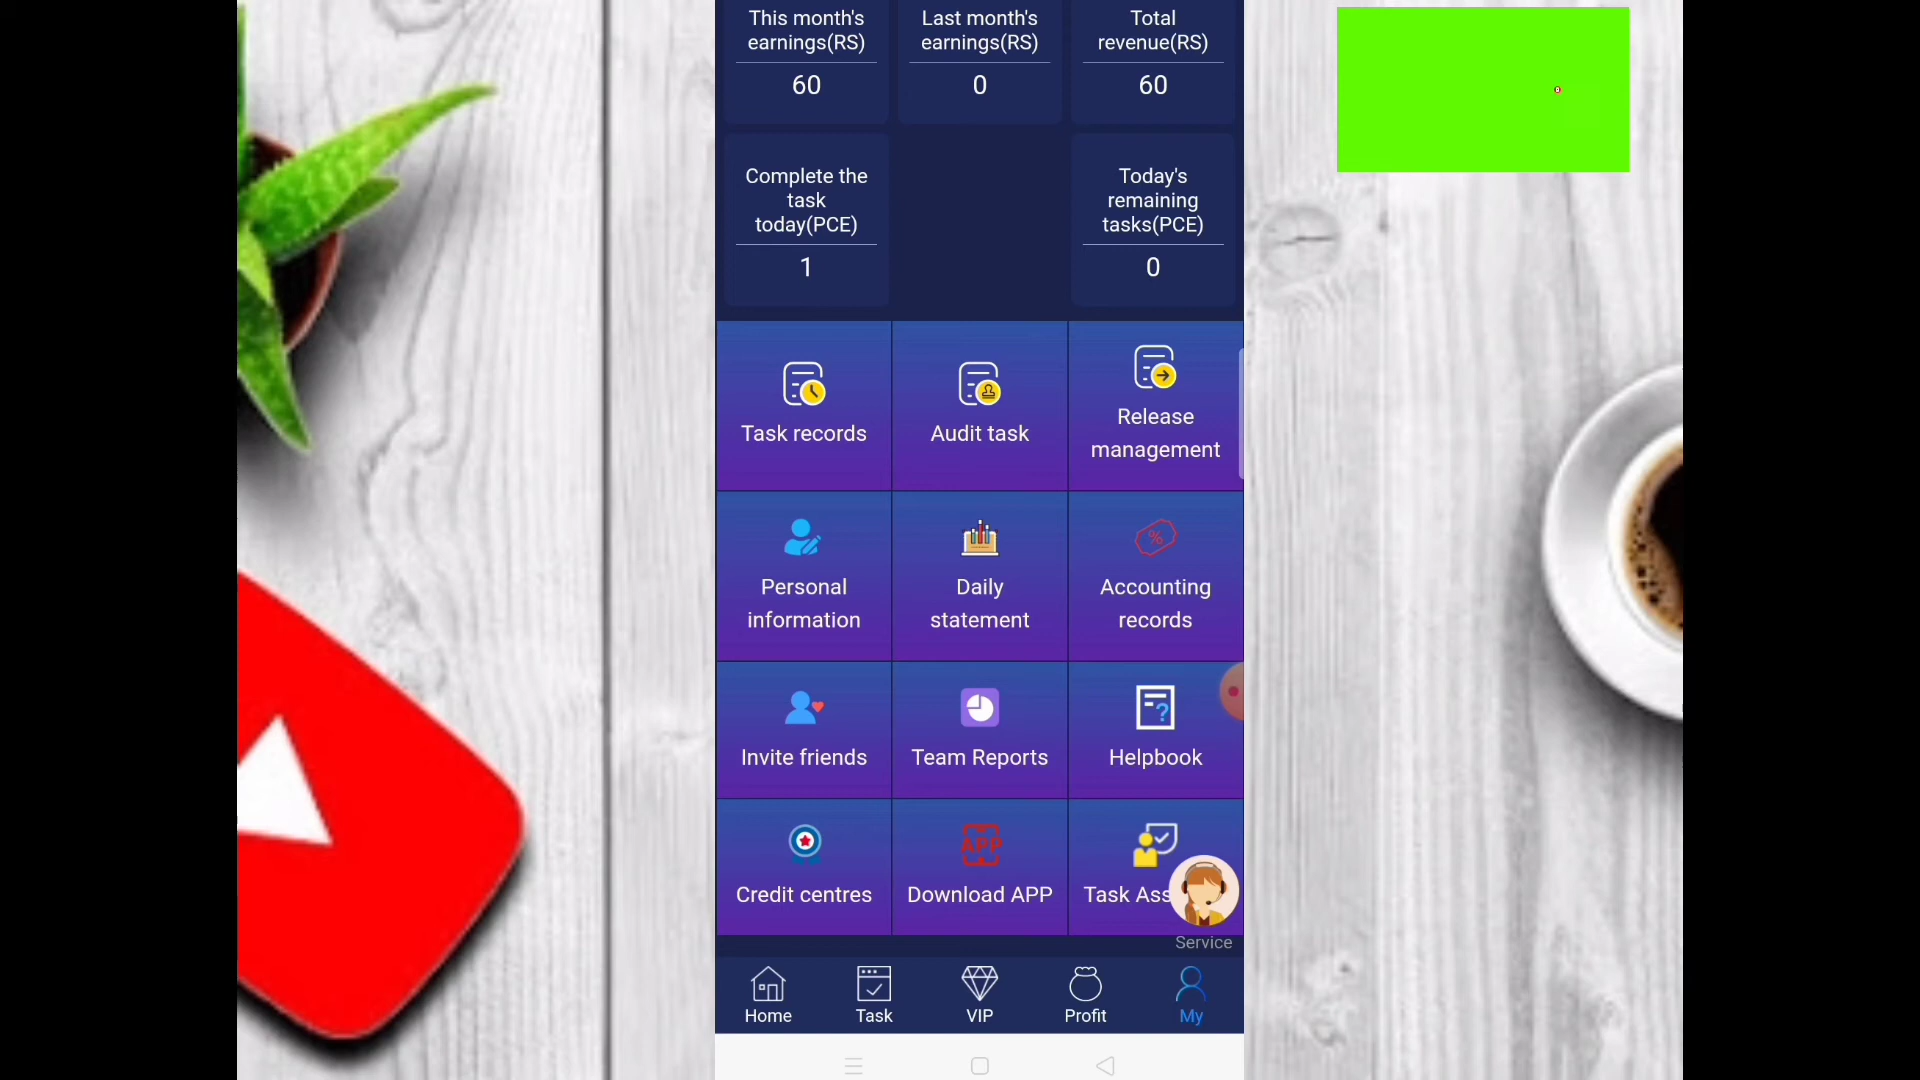 This month's
earnings(RS)
60
Last month's
earnings(RS)
0
Total
revenue(RS)
60
Complete the
task
today(PCE)
1
Today's
remaining
tasks(PCE)
0
Task records
Audit task
Release
management
Personal
information
Daily
statement
Accounting
records
Invite friends
Team Reports
Helpbook
Credit centres
APP
Download APP
Task Ass
Service
Home
Task
VIP
Profit
My